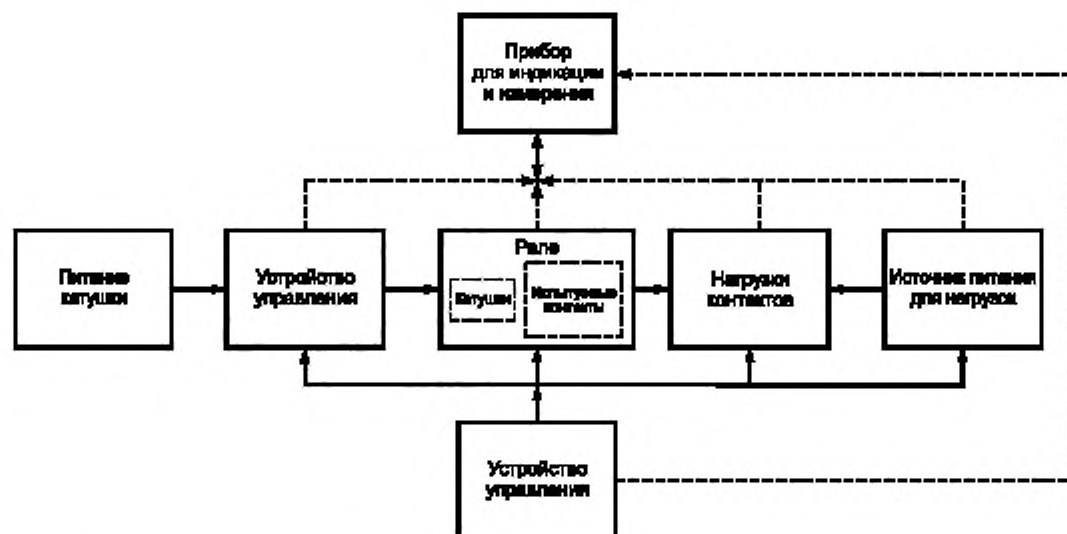 Прибор
для индикации
и измерения
Питание
катушки
Устройство
управления
Реле
Катушки
Испытуемые
контакты
Нагрузки
контактов
Источник питания
для нагрузок
Устройство
управления